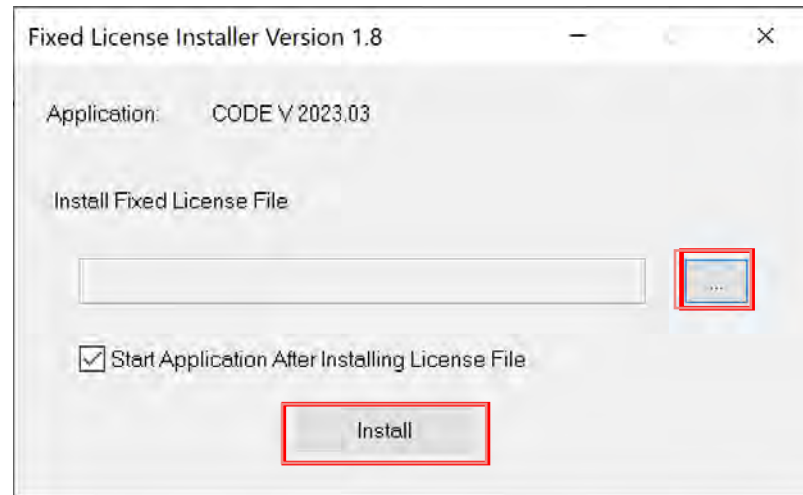 Fixed License Installer Version 1.8
Application: CODE V 2023.03
Install Fixed License File
....
Start Application After Installing License File
Install